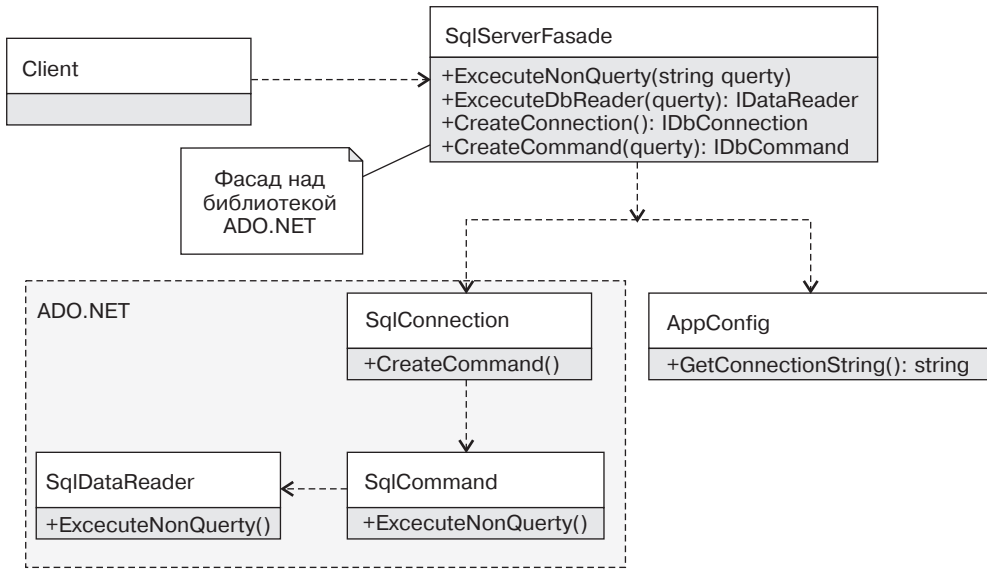 SqlServerFasade
Client
+ExcecuteNonQuerty(string querty)
+ExcecuteDbReader(querty): IDataReader
+CreateConnection(): IDbConnection
+CreateCommand(querty): IDbCommand
Фасад над
библиотекой
ADO.NET
ADO.NET
SqlConnection
+CreateCommand()
AppConfig
+GetConnectionString(): string
SqlDataReader
+ExcecuteNonQuerty()
SqlCommand
+ExcecuteNonQuerty()